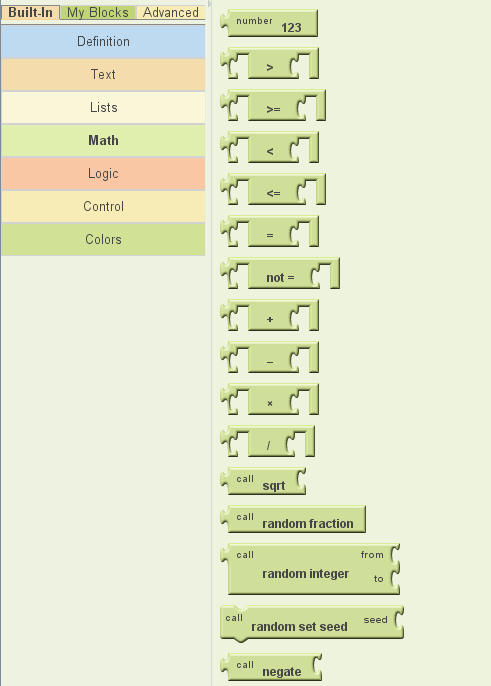 Built-In My Blocks Advanced
Definition
Text
Lists
Math
Logic
Control
Colors
number 123
>
>=
<
<=
=
not =
+
–
×
/
call sqrt
call random fraction
call random integer from to
call random set seed seed
call negate